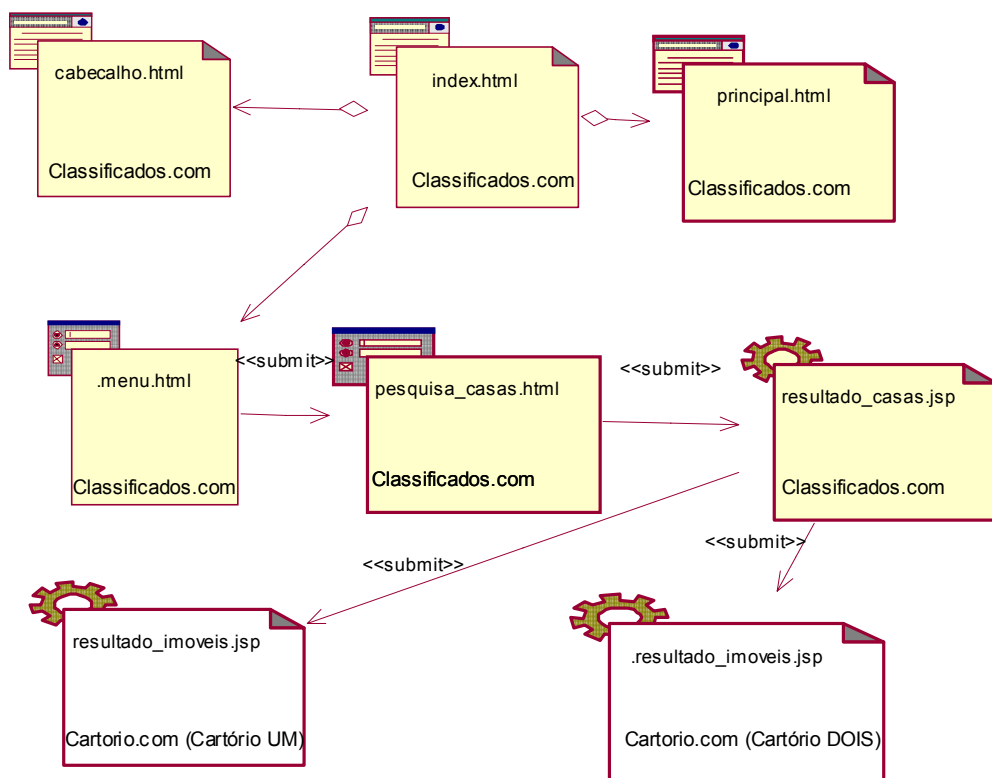 cabecalho.html
Classificados.com
index.html
Classificados.com
principal.html
Classificados.com
.menu.html
Classificados.com
<<submit>>
pesquisa_casas.html
Classificados.com
<<submit>>
resultado_casas.jsp
Classificados.com
<<submit>>
<<submit>>
resultado_imoveis.jsp
Cartorio.com (Cartório UM)
.resultado_imoveis.jsp
Cartorio.com (Cartório DOIS)